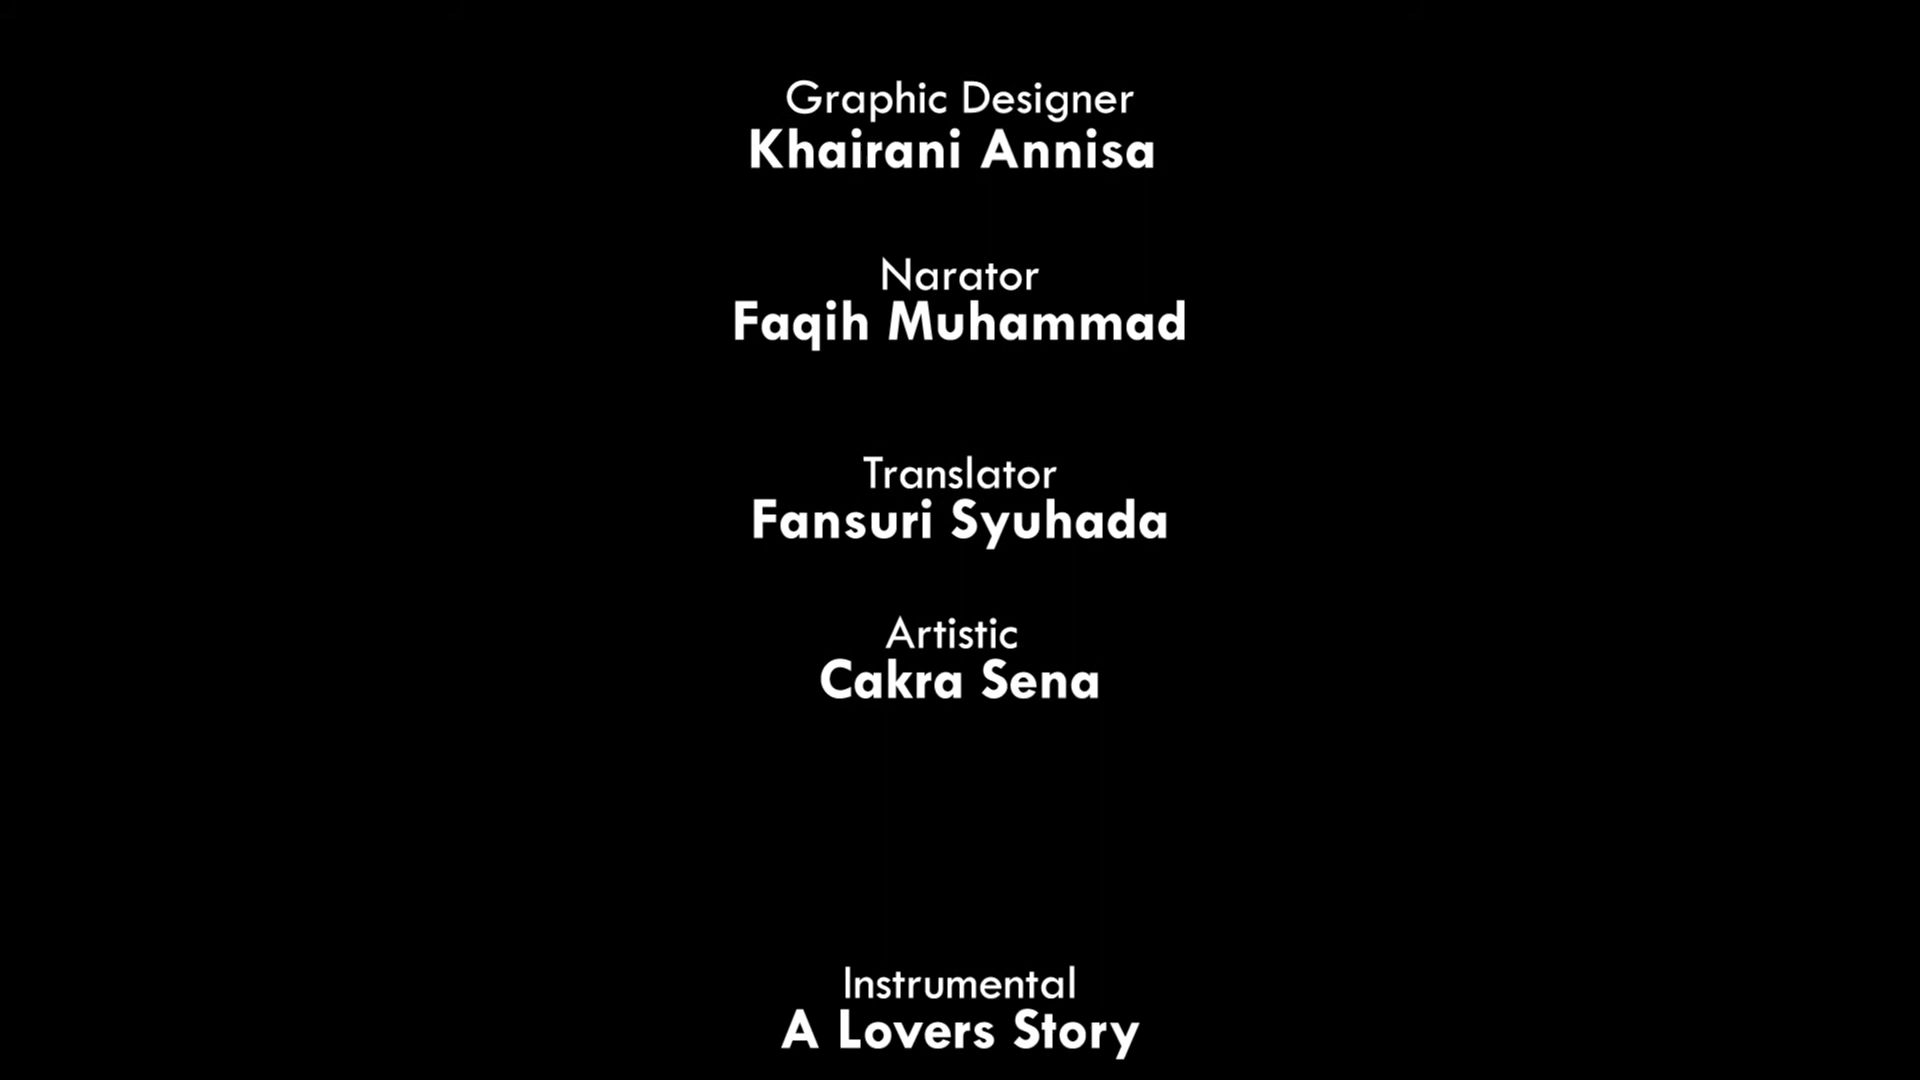 Graphic Designer
Khairani Annisa
Narator
Faqih Muhammad
Translator
Fansuri Syuhada
Artistic
Cakra Sena
Instrumental
A Lovers Story